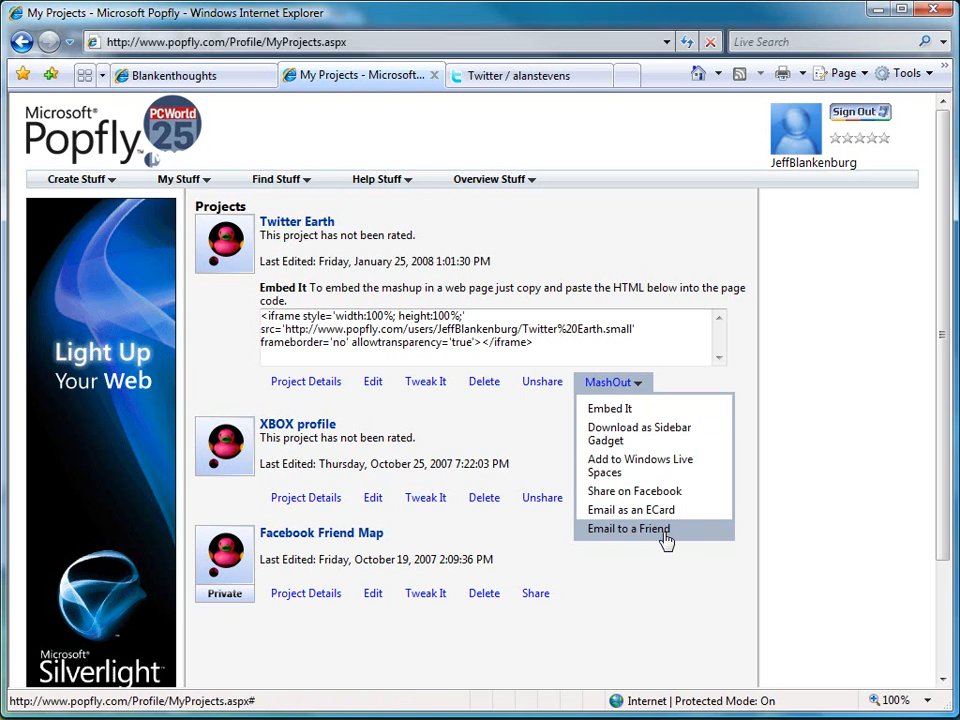 My Projects - Microsoft Popfly - Windows Internet Explorer
http://www.popfly.com/Profile/MyProjects.aspx
Live Search
Blankenthoughts
My Projects - Microsoft...
Twitter / alanstevens
Page
Tools
Microsoft®
Popfly™
PCWorld
25
Sign Out
JeffBlankenburg
Create Stuff
My Stuff
Find Stuff
Help Stuff
Overview Stuff
Projects
Twitter Earth
This project has not been rated.
Last Edited: Friday, January 25, 2008 1:01:30 PM
Embed It To embed the mashup in a web page just copy and paste the HTML below into the page
code.
<iframe style='width:100%; height:100%;'
src='http://www.popfly.com/users/JeffBlankenburg/Twitter%20Earth.small'
frameborder='no' allowtransparency='true'></iframe>
Project Details Edit Tweak It Delete Unshare MashOut
Embed It
Download as Sidebar
Gadget
Add to Windows Live
Spaces
Share on Facebook
Email as an ECard
Email to a Friend
XBOX profile
This project has not been rated.
Last Edited: Thursday, October 25, 2007 7:22:03 PM
Project Details Edit Tweak It Delete Unshare
Facebook Friend Map
Last Edited: Friday, October 19, 2007 2:09:36 PM
Private
Project Details Edit Tweak It Delete Share
Light Up
Your Web
Microsoft®
Silverlight™
http://www.popfly.com/Profile/MyProjects.aspx#
Internet | Protected Mode: On
100%